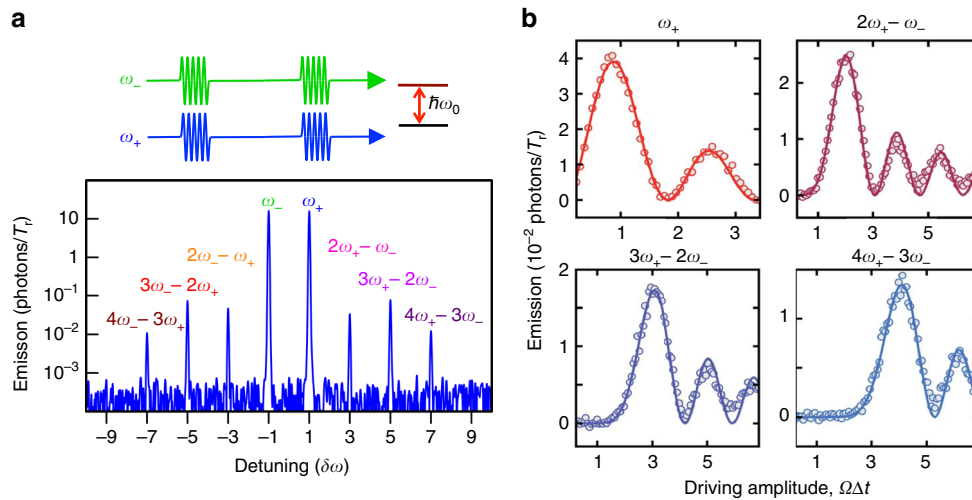 a
ω₋
ω₊
ħω₀
Emisson (photons/Tᵣ)
10
1
10⁻¹
10⁻²
10⁻³
ω₋
ω₊
2ω₋ – ω₊
2ω₊ – ω₋
3ω₋ – 2ω₊
3ω₊ – 2ω₋
4ω₋ – 3ω₊
4ω₊ – 3ω₋
–9 –7 –5 –3 –1 1 3 5 7 9
Detuning (δω)
b
Emission (10⁻² photons/Tᵣ)
ω₊
4
3
2
1
0
1 2 3
2ω₊ – ω₋
2
1
0
1 3 5
3ω₊ – 2ω₋
2
1
0
1 3 5
4ω₊ – 3ω₋
1
0
1 3 5
Driving amplitude, ΩΔt